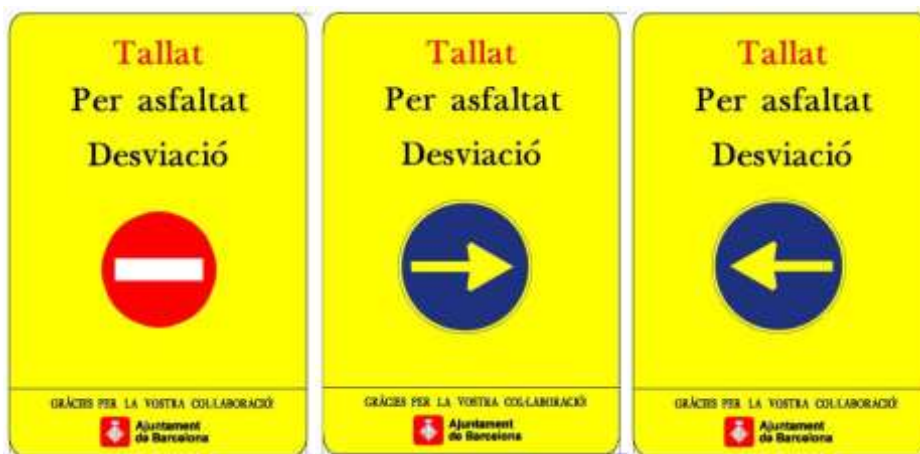 Tallat
Per asfaltat
Desviació
GRÀCIES PER LA VOSTRA COL·LABORACIÓ!
Ajuntament
de Barcelona
Tallat
Per asfaltat
Desviació
GRÀCIES PER LA VOSTRA COL·LABORACIÓ!
Ajuntament
de Barcelona
Tallat
Per asfaltat
Desviació
GRÀCIES PER LA VOSTRA COL·LABORACIÓ!
Ajuntament
de Barcelona